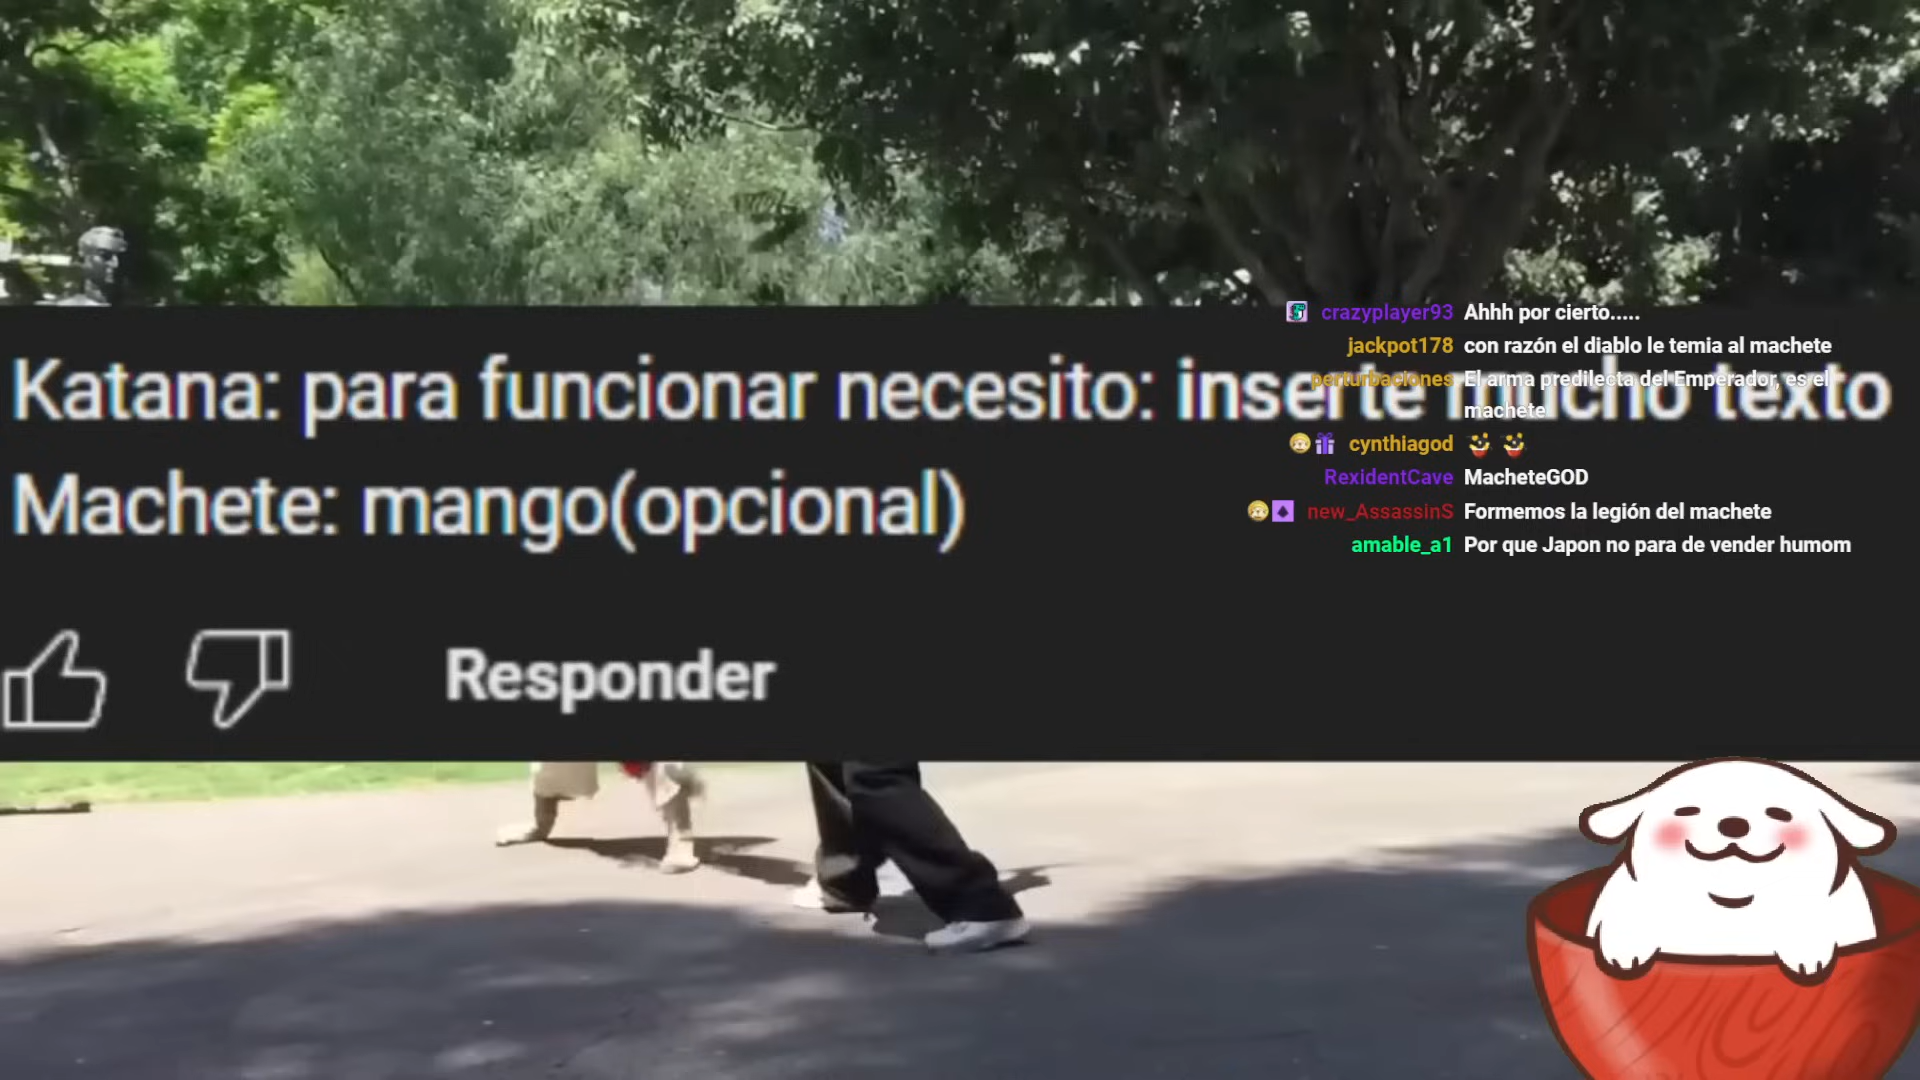 Katana: para funcionar necesito: inserte mucho texto
Machete: mango(opcional)
Responder
crazyplayer93 Ahhh por cierto.....
jackpot178 con razón el diablo le temia al machete
perturbaciones El arma predilecta del Emperador, es el
machete
cynthiagod
RexidentCave MacheteGOD
new_AssassinS Formemos la legión del machete
amable_a1 Por que Japon no para de vender humom